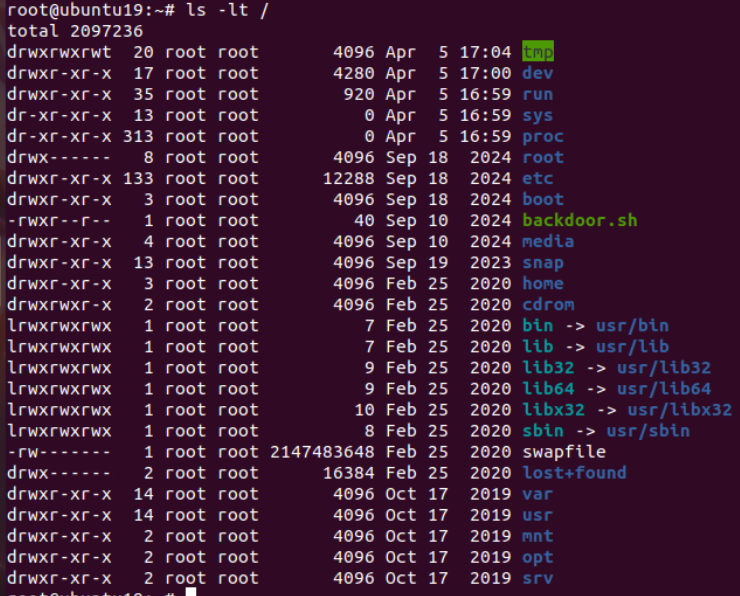 root@ubuntu19:~# ls -lt /
total 2097236
drwxrwxrwt  20 root root       4096 Apr  5 17:04 tmp
drwxr-xr-x  17 root root       4280 Apr  5 17:00 dev
drwxr-xr-x  35 root root        920 Apr  5 16:59 run
dr-xr-xr-x  13 root root          0 Apr  5 16:59 sys
dr-xr-xr-x 313 root root          0 Apr  5 16:59 proc
drwx------   8 root root       4096 Sep 18  2024 root
drwxr-xr-x 133 root root      12288 Sep 18  2024 etc
drwxr-xr-x   3 root root       4096 Sep 18  2024 boot
-rwxr--r--   1 root root         40 Sep 10  2024 backdoor.sh
drwxr-xr-x   4 root root       4096 Sep 10  2024 media
drwxr-xr-x  13 root root       4096 Sep 19  2023 snap
drwxr-xr-x   3 root root       4096 Feb 25  2020 home
drwxrwxr-x   2 root root       4096 Feb 25  2020 cdrom
lrwxrwxrwx   1 root root          7 Feb 25  2020 bin -> usr/bin
lrwxrwxrwx   1 root root          7 Feb 25  2020 lib -> usr/lib
lrwxrwxrwx   1 root root          9 Feb 25  2020 lib32 -> usr/lib32
lrwxrwxrwx   1 root root          9 Feb 25  2020 lib64 -> usr/lib64
lrwxrwxrwx   1 root root         10 Feb 25  2020 libx32 -> usr/libx32
lrwxrwxrwx   1 root root          8 Feb 25  2020 sbin -> usr/sbin
-rw-------   1 root root 2147483648 Feb 25  2020 swapfile
drwx------   2 root root      16384 Feb 25  2020 lost+found
drwxr-xr-x  14 root root       4096 Oct 17  2019 var
drwxr-xr-x  14 root root       4096 Oct 17  2019 usr
drwxr-xr-x   2 root root       4096 Oct 17  2019 mnt
drwxr-xr-x   2 root root       4096 Oct 17  2019 opt
drwxr-xr-x   2 root root       4096 Oct 17  2019 srv
root@ubuntu19:~#